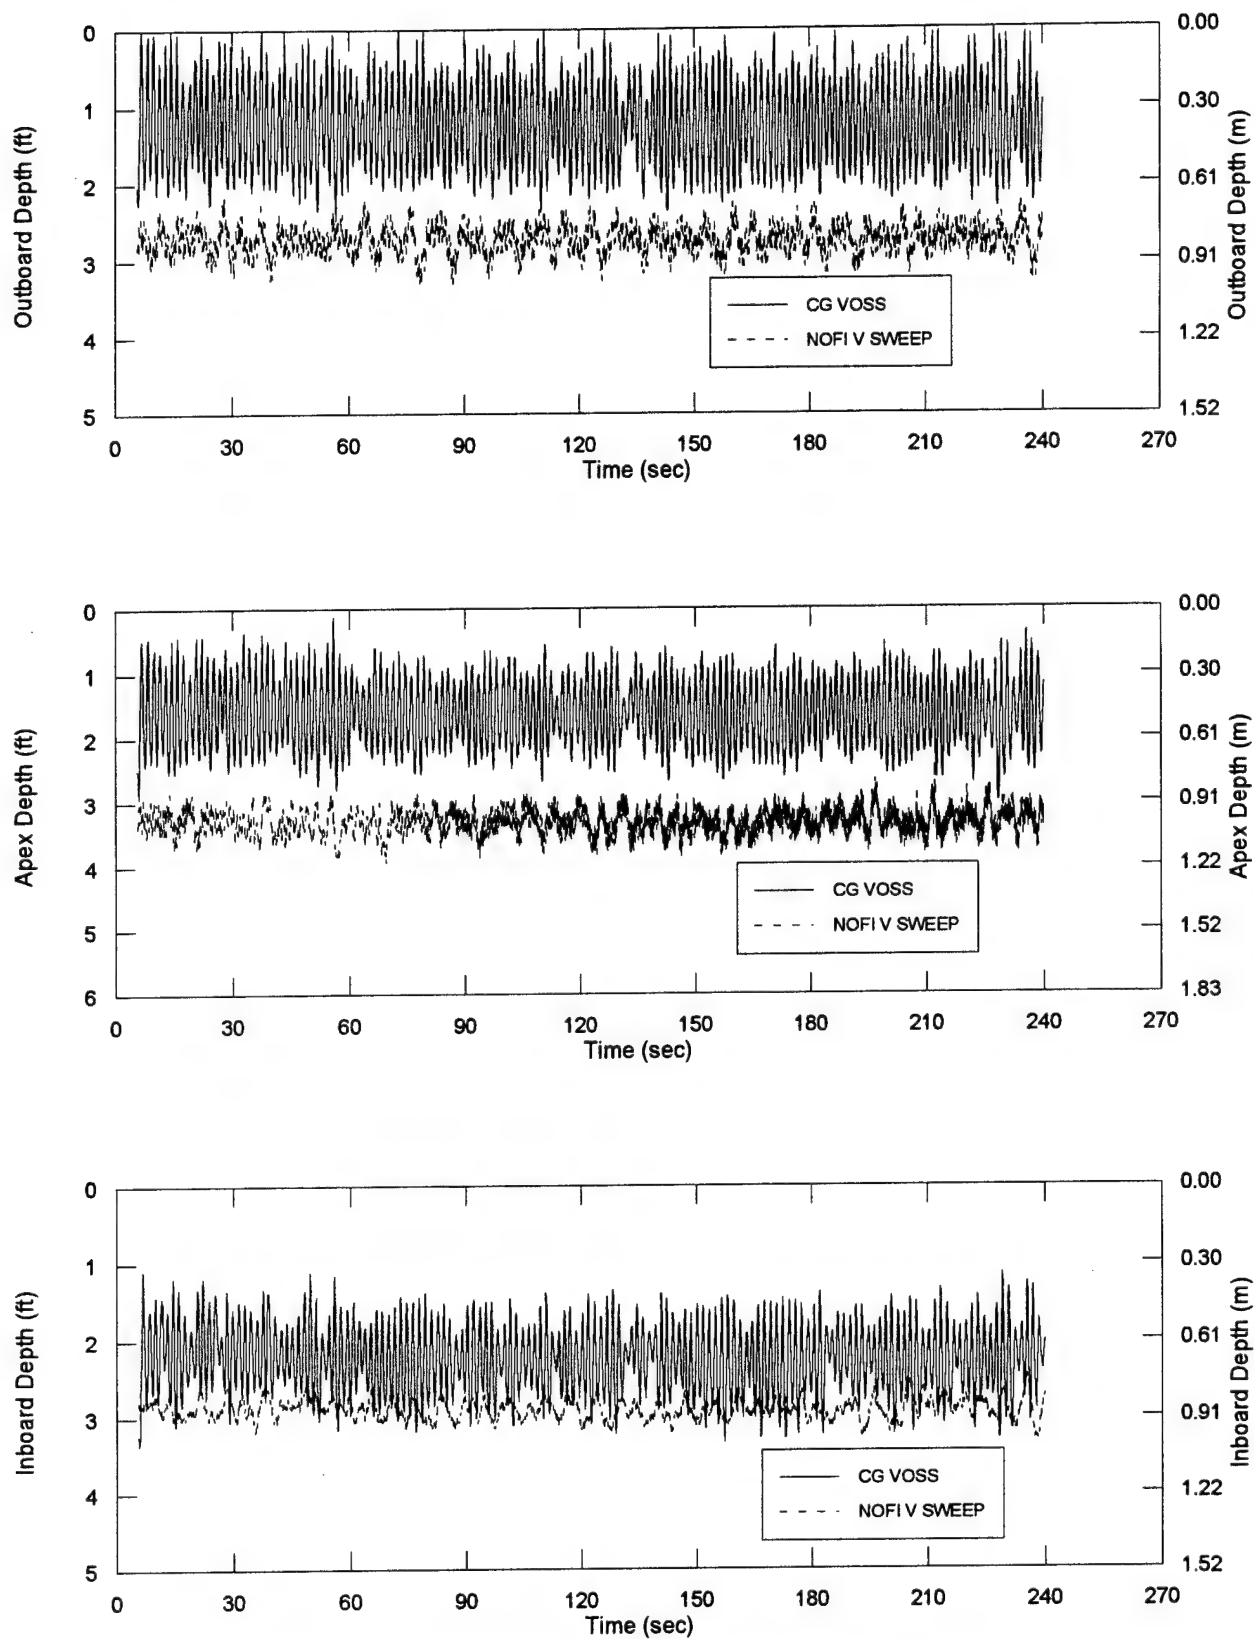 0
1
2
3
4
5
Outboard Depth (ft)
0.00
0.30
0.61
0.91
1.22
1.52
Outboard Depth (m)
CG VOSS
NOFI V SWEEP
0 30 60 90 120 150 180 210 240 270
Time (sec)
0
1
2
3
4
5
6
Apex Depth (ft)
0.00
0.30
0.61
0.91
1.22
1.52
1.83
Apex Depth (m)
CG VOSS
NOFI V SWEEP
0 30 60 90 120 150 180 210 240 270
Time (sec)
0
1
2
3
4
5
Inboard Depth (ft)
0.00
0.30
0.61
0.91
1.22
1.52
Inboard Depth (m)
CG VOSS
NOFI V SWEEP
0 30 60 90 120 150 180 210 240 270
Time (sec)